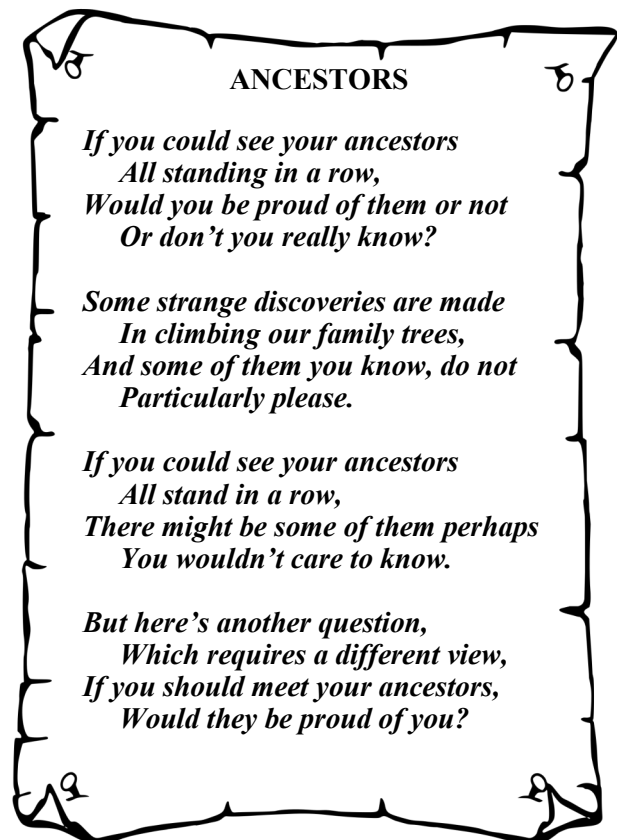 ANCESTORS
If you could see your ancestors
All standing in a row,
Would you be proud of them or not
Or don’t you really know?
Some strange discoveries are made
In climbing our family trees,
And some of them you know, do not
Particularly please.
If you could see your ancestors
All stand in a row,
There might be some of them perhaps
You wouldn’t care to know.
But here’s another question,
Which requires a different view,
If you should meet your ancestors,
Would they be proud of you?